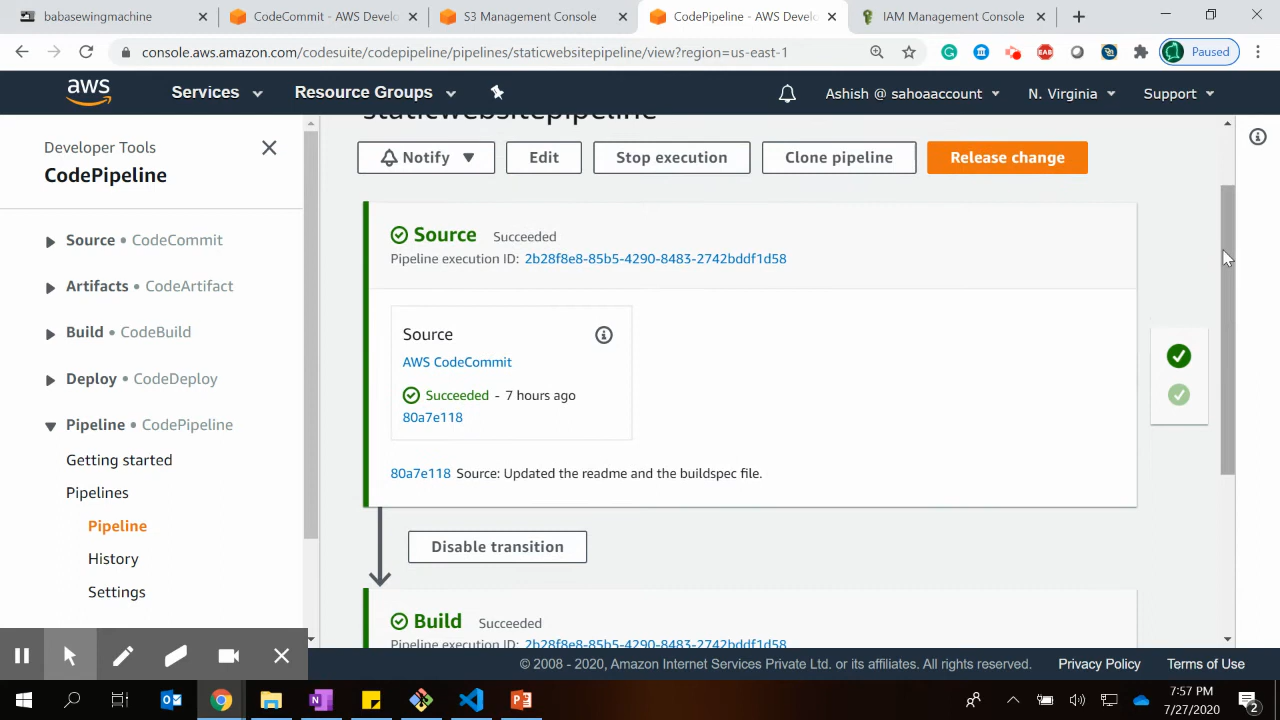 babasewingmachine
CodeCommit - AWS Develo
S3 Management Console
CodePipeline - AWS Develo
IAM Management Console
console.aws.amazon.com/codesuite/codepipeline/pipelines/staticwebsitepipeline/view?region=us-east-1
Paused
aws
Services
Resource Groups
Ashish @ sahoaaccount
N. Virginia
Support
Developer Tools
CodePipeline
Source • CodeCommit
Artifacts • CodeArtifact
Build • CodeBuild
Deploy • CodeDeploy
Pipeline • CodePipeline
Getting started
Pipelines
Pipeline
History
Settings
staticwebsitepipeline
Notify
Edit
Stop execution
Clone pipeline
Release change
Source Succeeded
Pipeline execution ID: 2b28f8e8-85b5-4290-8483-2742bddf1d58
Source
AWS CodeCommit
Succeeded - 7 hours ago
80a7e118
80a7e118 Source: Updated the readme and the buildspec file.
Disable transition
Build Succeeded
Pipeline execution ID: 2b28f8e8-85b5-4290-8483-2742bddf1d58
© 2008 - 2020, Amazon Internet Services Private Ltd. or its affiliates. All rights reserved.
Privacy Policy
Terms of Use
7:57 PM
7/27/2020
2